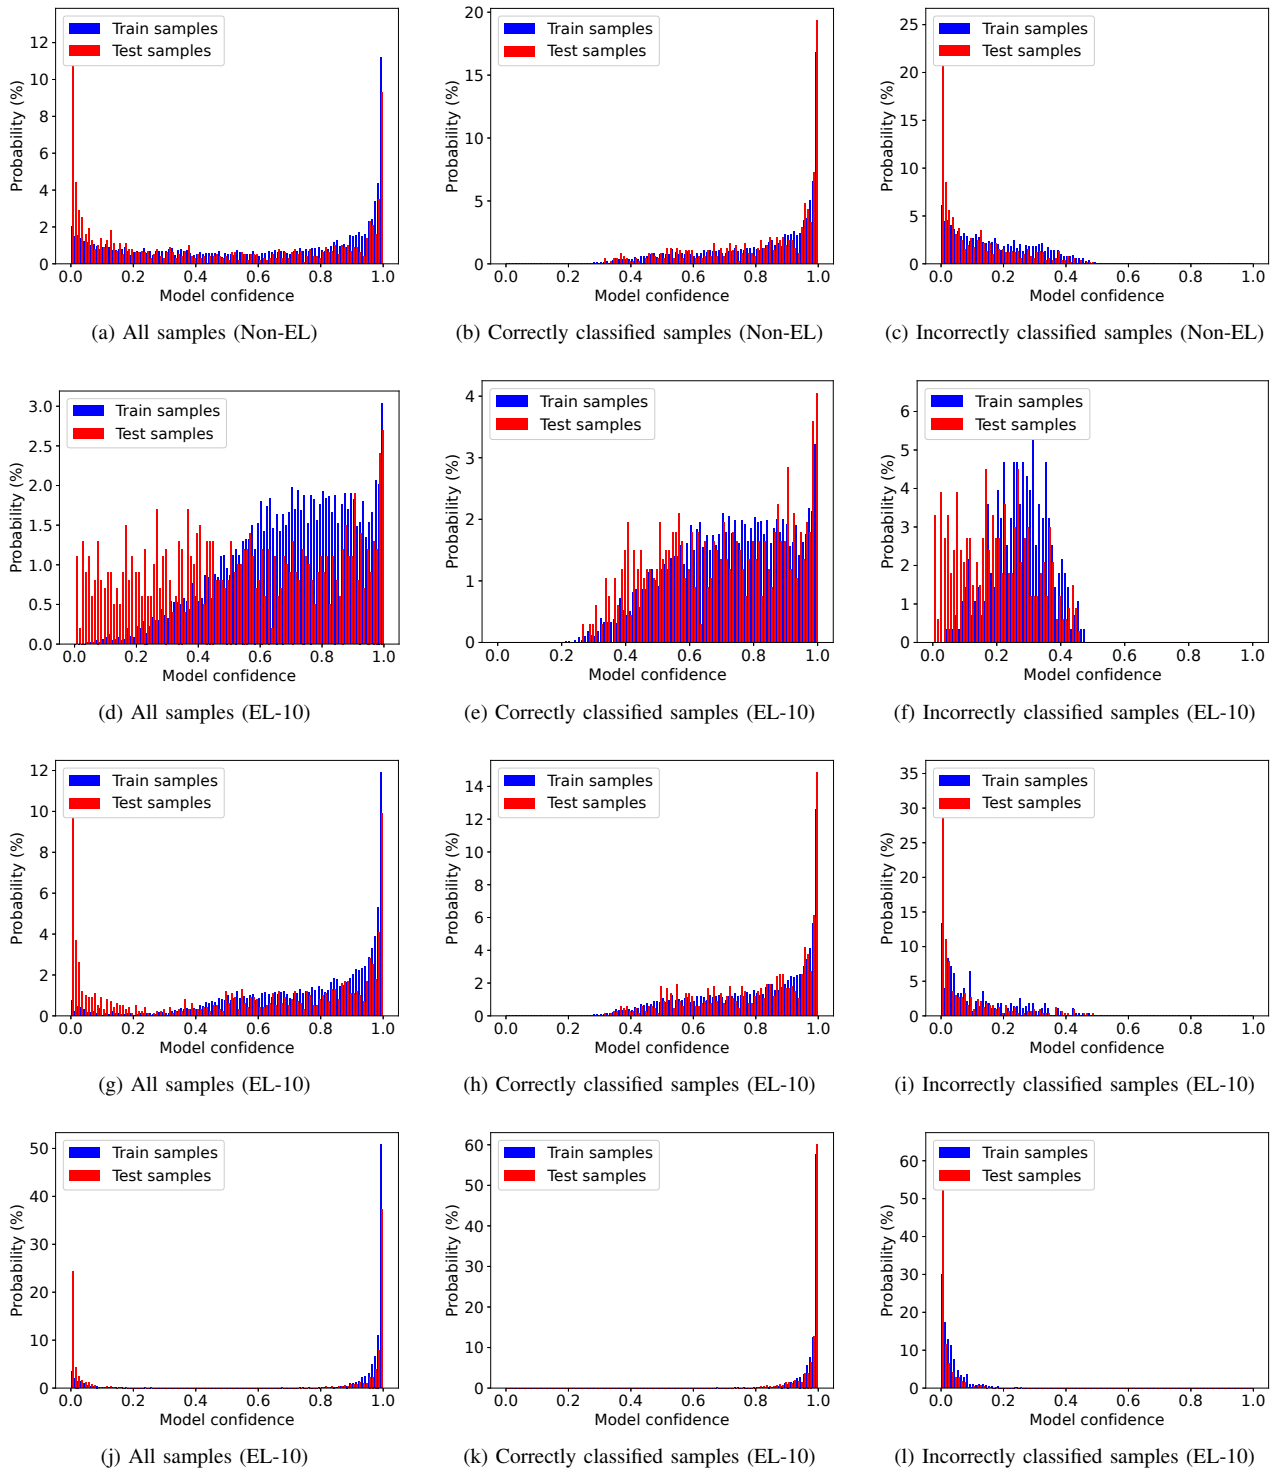 Train samples
Test samples
Probability (%)
12
10
8
6
4
2
0
0.0 0.2 0.4 0.6 0.8 1.0
Model confidence
(a) All samples (Non-EL)
Train samples
Test samples
Probability (%)
20
15
10
5
0
0.0 0.2 0.4 0.6 0.8 1.0
Model confidence
(b) Correctly classified samples (Non-EL)
Train samples
Test samples
Probability (%)
25
20
15
10
5
0
0.0 0.2 0.4 0.6 0.8 1.0
Model confidence
(c) Incorrectly classified samples (Non-EL)
Train samples
Test samples
Probability (%)
3.0
2.5
2.0
1.5
1.0
0.5
0.0
0.0 0.2 0.4 0.6 0.8 1.0
Model confidence
(d) All samples (EL-10)
Train samples
Test samples
Probability (%)
4
3
2
1
0
0.0 0.2 0.4 0.6 0.8 1.0
Model confidence
(e) Correctly classified samples (EL-10)
Train samples
Test samples
Probability (%)
6
5
4
3
2
1
0
0.0 0.2 0.4 0.6 0.8 1.0
Model confidence
(f) Incorrectly classified samples (EL-10)
Train samples
Test samples
Probability (%)
12
10
8
6
4
2
0
0.0 0.2 0.4 0.6 0.8 1.0
Model confidence
(g) All samples (EL-10)
Train samples
Test samples
Probability (%)
14
12
10
8
6
4
2
0
0.0 0.2 0.4 0.6 0.8 1.0
Model confidence
(h) Correctly classified samples (EL-10)
Train samples
Test samples
Probability (%)
35
30
25
20
15
10
5
0
0.0 0.2 0.4 0.6 0.8 1.0
Model confidence
(i) Incorrectly classified samples (EL-10)
Train samples
Test samples
Probability (%)
50
40
30
20
10
0
0.0 0.2 0.4 0.6 0.8 1.0
Model confidence
(j) All samples (EL-10)
Train samples
Test samples
Probability (%)
60
50
40
30
20
10
0
0.0 0.2 0.4 0.6 0.8 1.0
Model confidence
(k) Correctly classified samples (EL-10)
Train samples
Test samples
Probability (%)
60
50
40
30
20
10
0
0.0 0.2 0.4 0.6 0.8 1.0
Model confidence
(l) Incorrectly classified samples (EL-10)